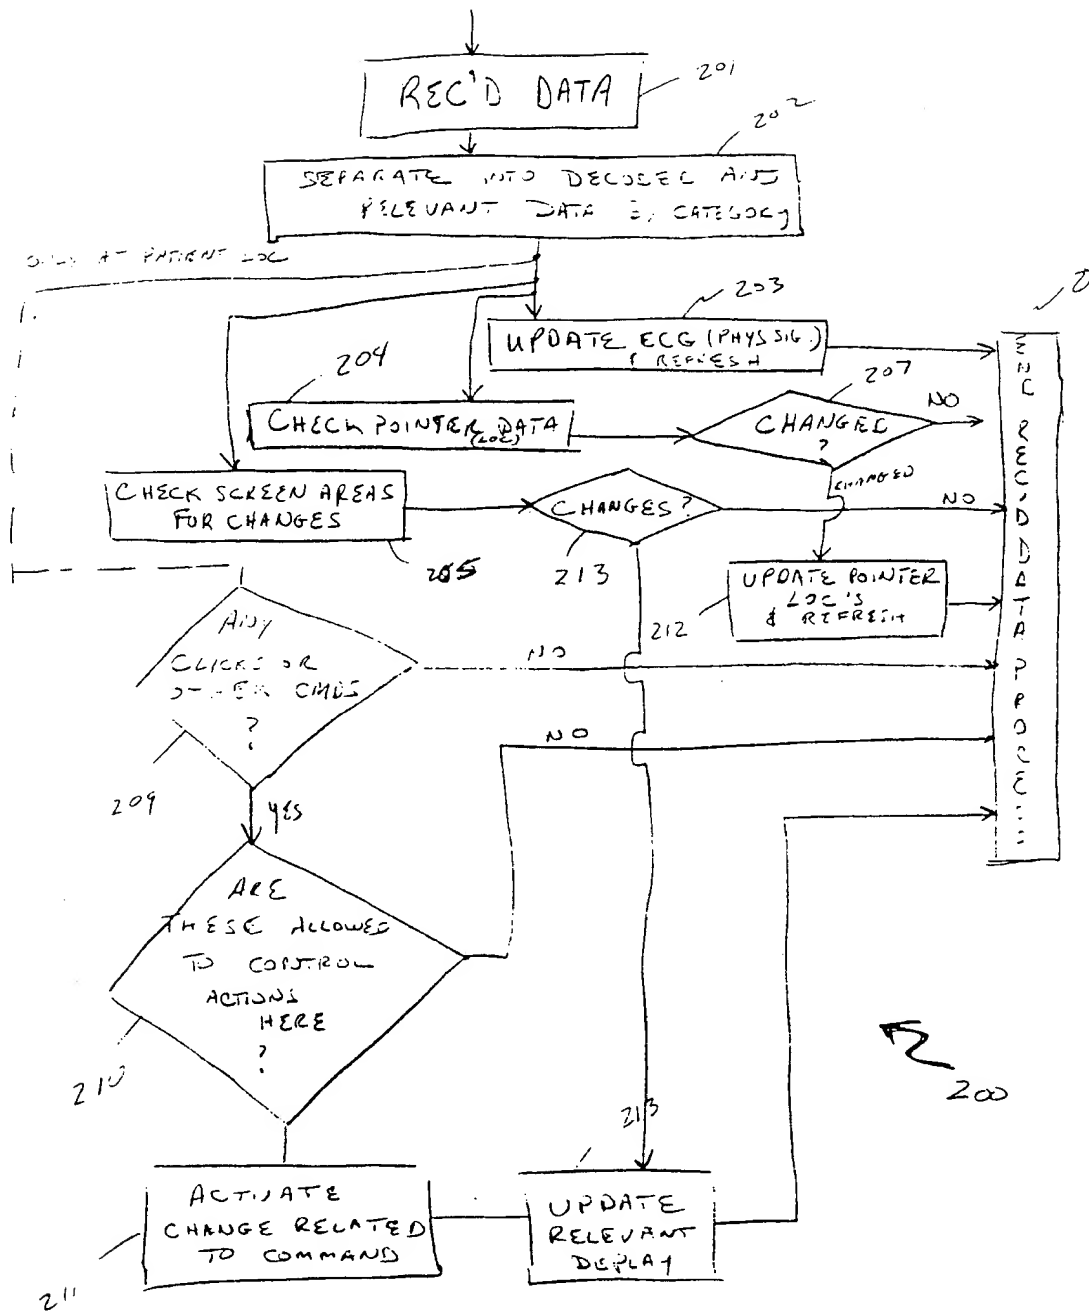 REC'D DATA
201
202
SEPARATE INTO DECODED AND
RELEVANT DATA BY CATEGORY
ONLY AT PATIENT LOC
203
UPDATE ECG (PHYS SIG.)
& REFRESH
204
CHECK POINTER DATA
(LOC)
207
CHANGED
?
NO
CHANGED
CHECK SCREEN AREAS
FOR CHANGES
205
CHANGES?
213
NO
UPDATE POINTER
LOC'S
& REFRESH
212
ANY
CLICKS OR
OTHER CMDS
?
NO
209
YES
NO
ARE
THESE ALLOWED
TO CONTROL
ACTIONS
HERE
?
210
END REC'D DATA
200
213
ACTIVATE
CHANGE RELATED
TO COMMAND
211
UPDATE
RELEVANT
DISPLAY